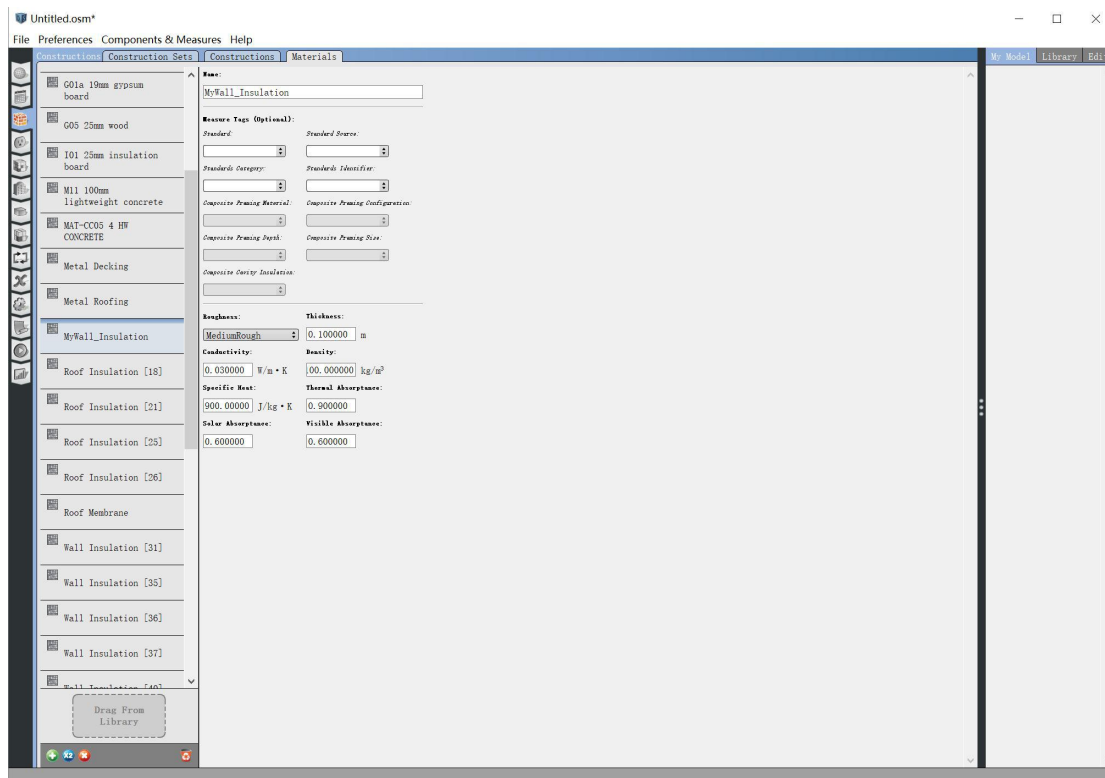 Untitled.osm*
File Preferences Components & Measures Help
Constructions Construction Sets Constructions Materials
My Model Library Edi
G01a 19mm gypsum
board
G05 25mm wood
I01 25mm insulation
board
M11 100mm
lightweight concrete
MAT-CC05 4 HW
CONCRETE
Metal Decking
Metal Roofing
MyWall_Insulation
Roof Insulation [18]
Roof Insulation [21]
Roof Insulation [25]
Roof Insulation [26]
Roof Membrane
Wall Insulation [31]
Wall Insulation [35]
Wall Insulation [36]
Wall Insulation [37]
Wall Insulation [40]
Drag From
Library
x2
Name:
MyWall_Insulation
Measure Tags (Optional):
Standard: Standard Source:
Standards Category: Standards Identifier:
Composite Framing Material: Composite Framing Configuration:
Composite Framing Depth: Composite Framing Size:
Composite Cavity Insulation:
Roughness: Thickness:
MediumRough 0.100000 m
Conductivity: Density:
0.030000 W/m·K 00.000000 kg/m³
Specific Heat: Thermal Absorptance:
900.00000 J/kg·K 0.900000
Solar Absorptance: Visible Absorptance:
0.600000 0.600000